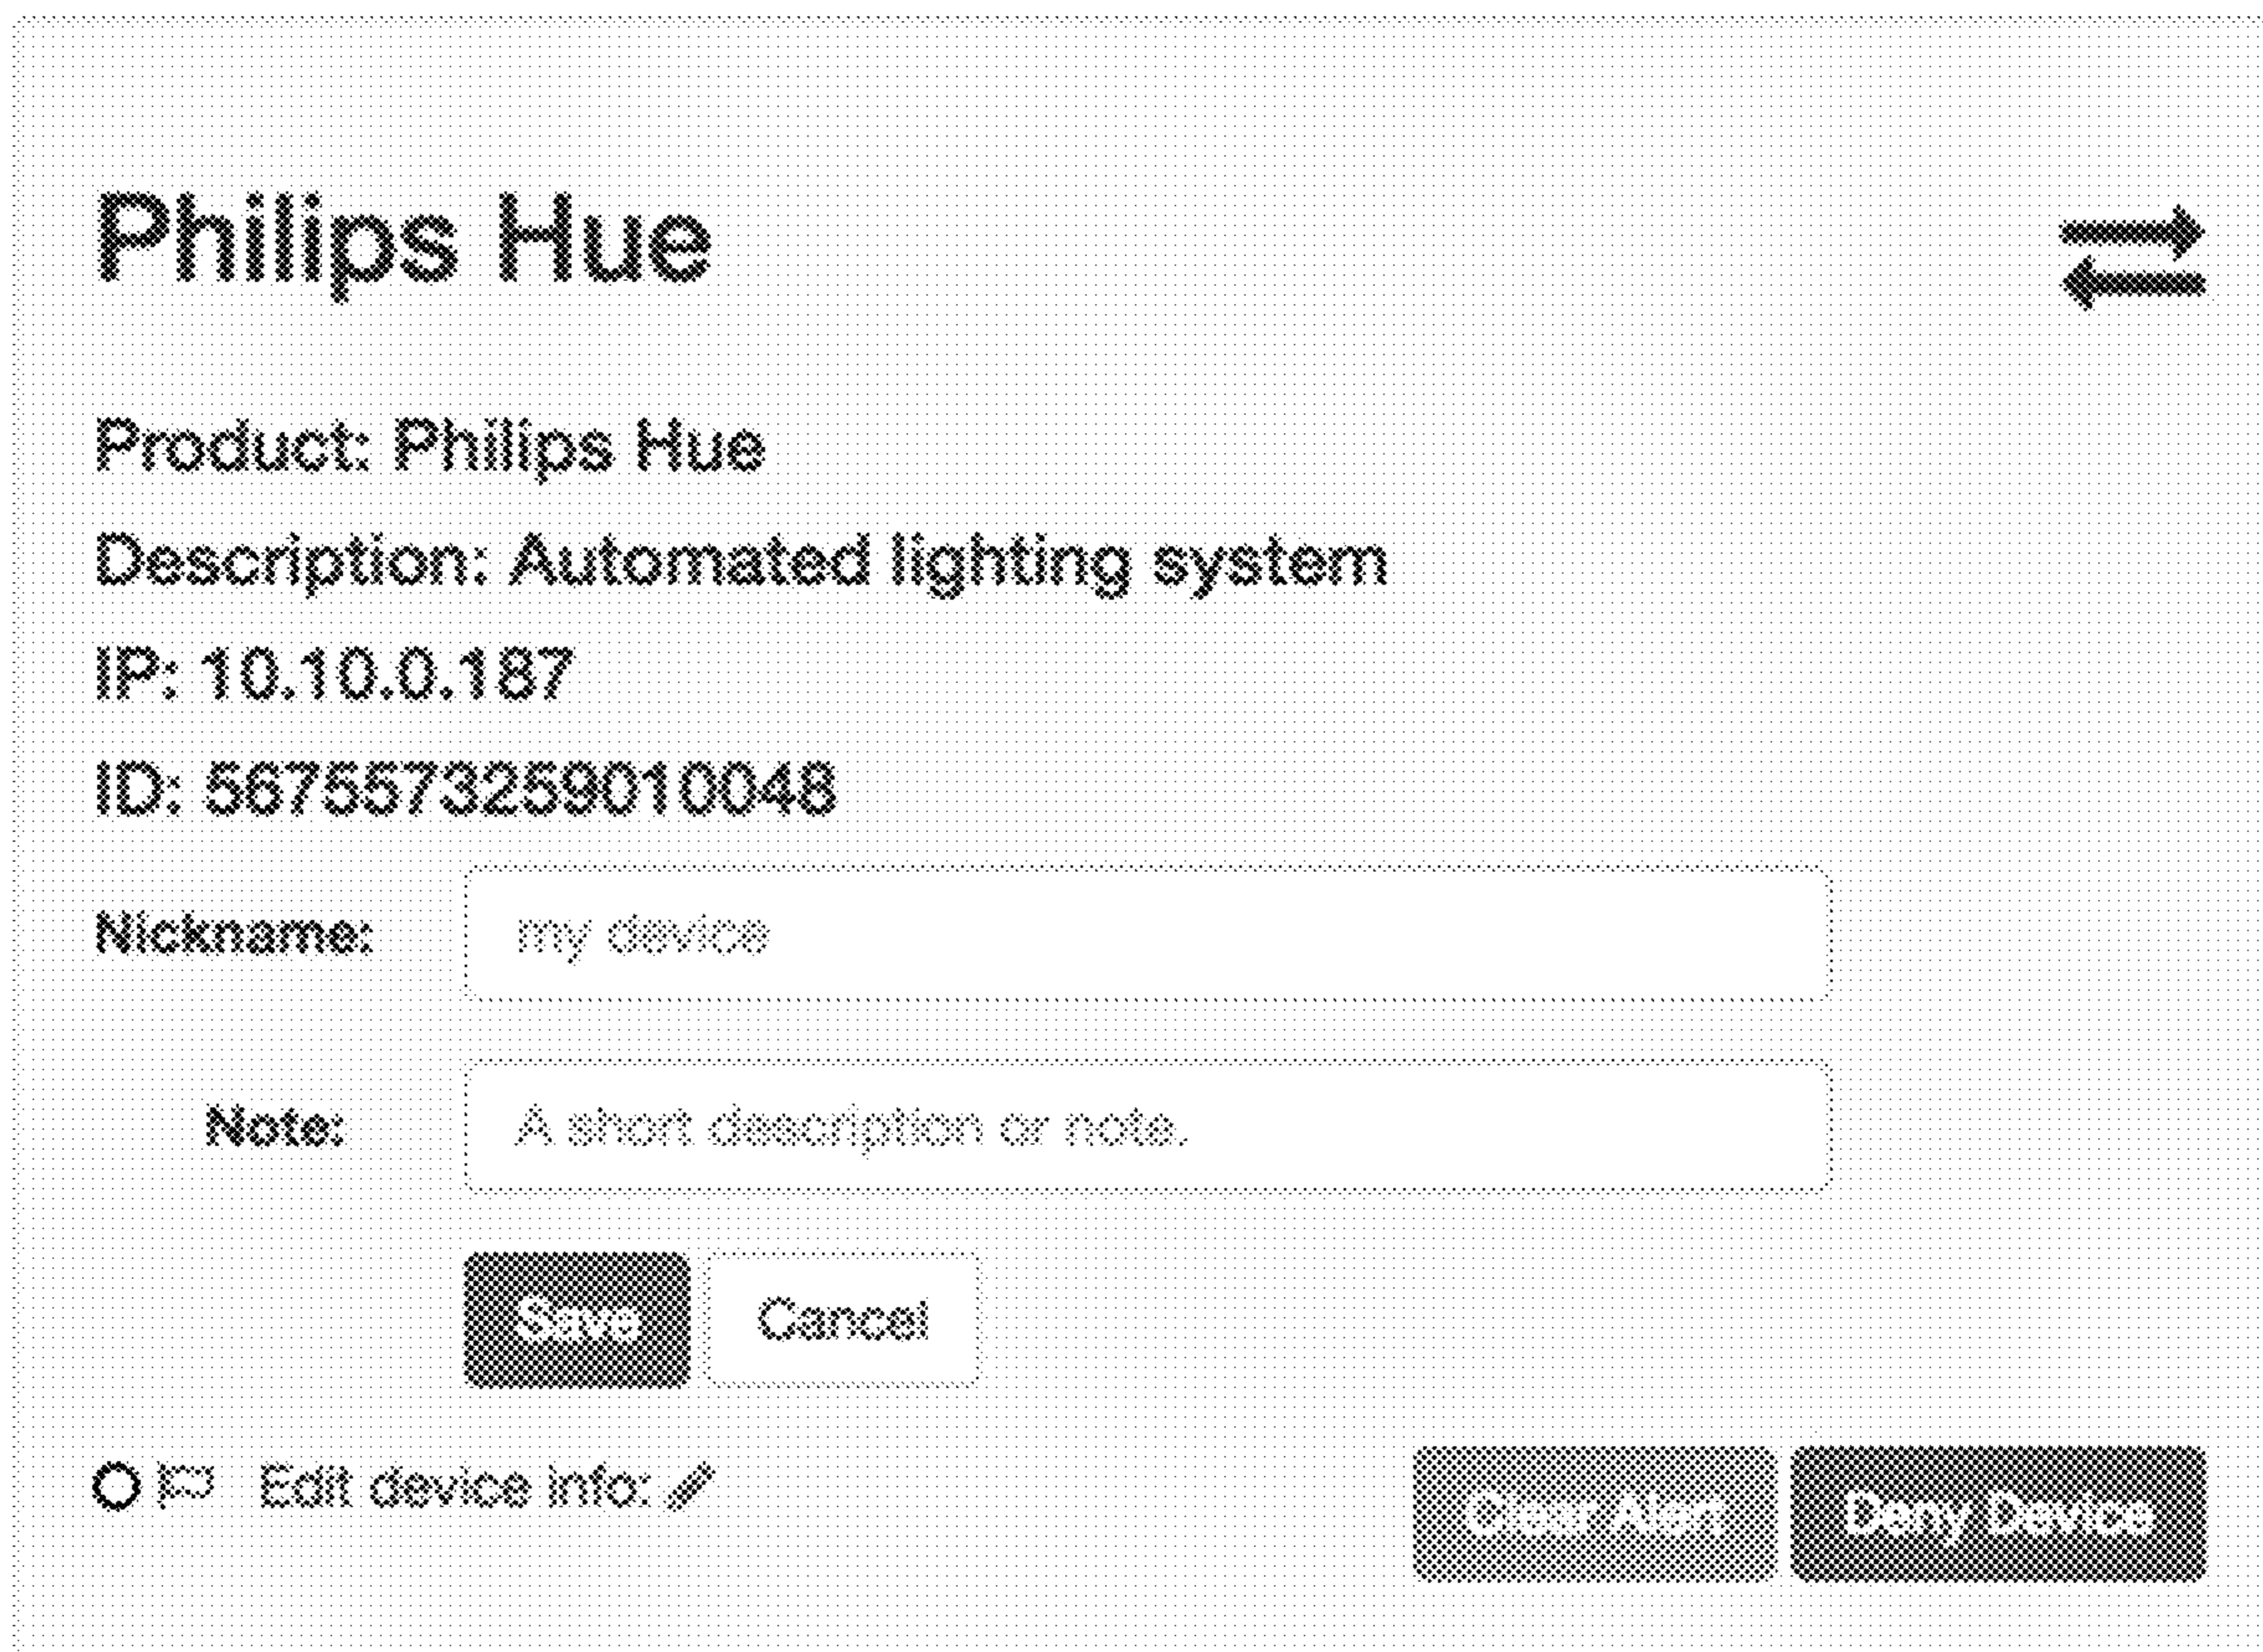 Philips Hue
Product: Philips Hue
Description: Automated lighting system
IP: 10.10.0.187
ID: 5675573259010048
Nickname: my device
Note: A short description or note.
Save Cancel
Edit device info: Clear Alert Deny Device